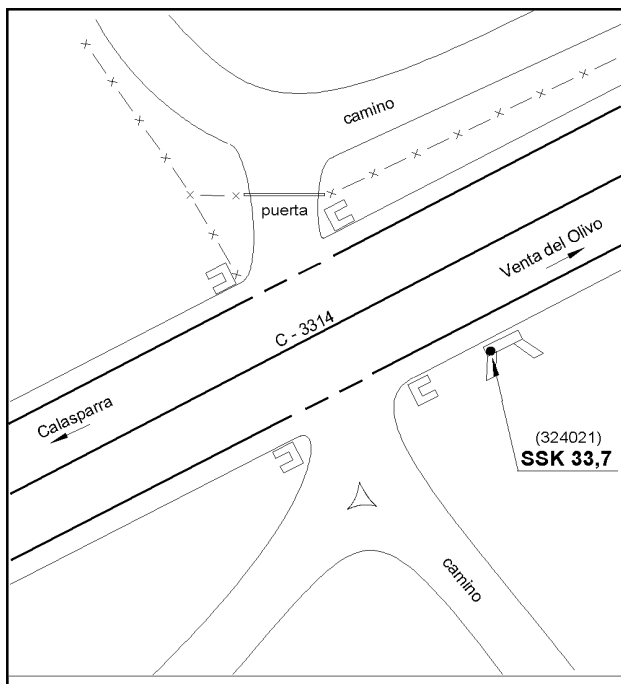 camino
puerta
Venta del Olivo
C - 3314
Calasparra
(324021)
SSK 33,7
camino